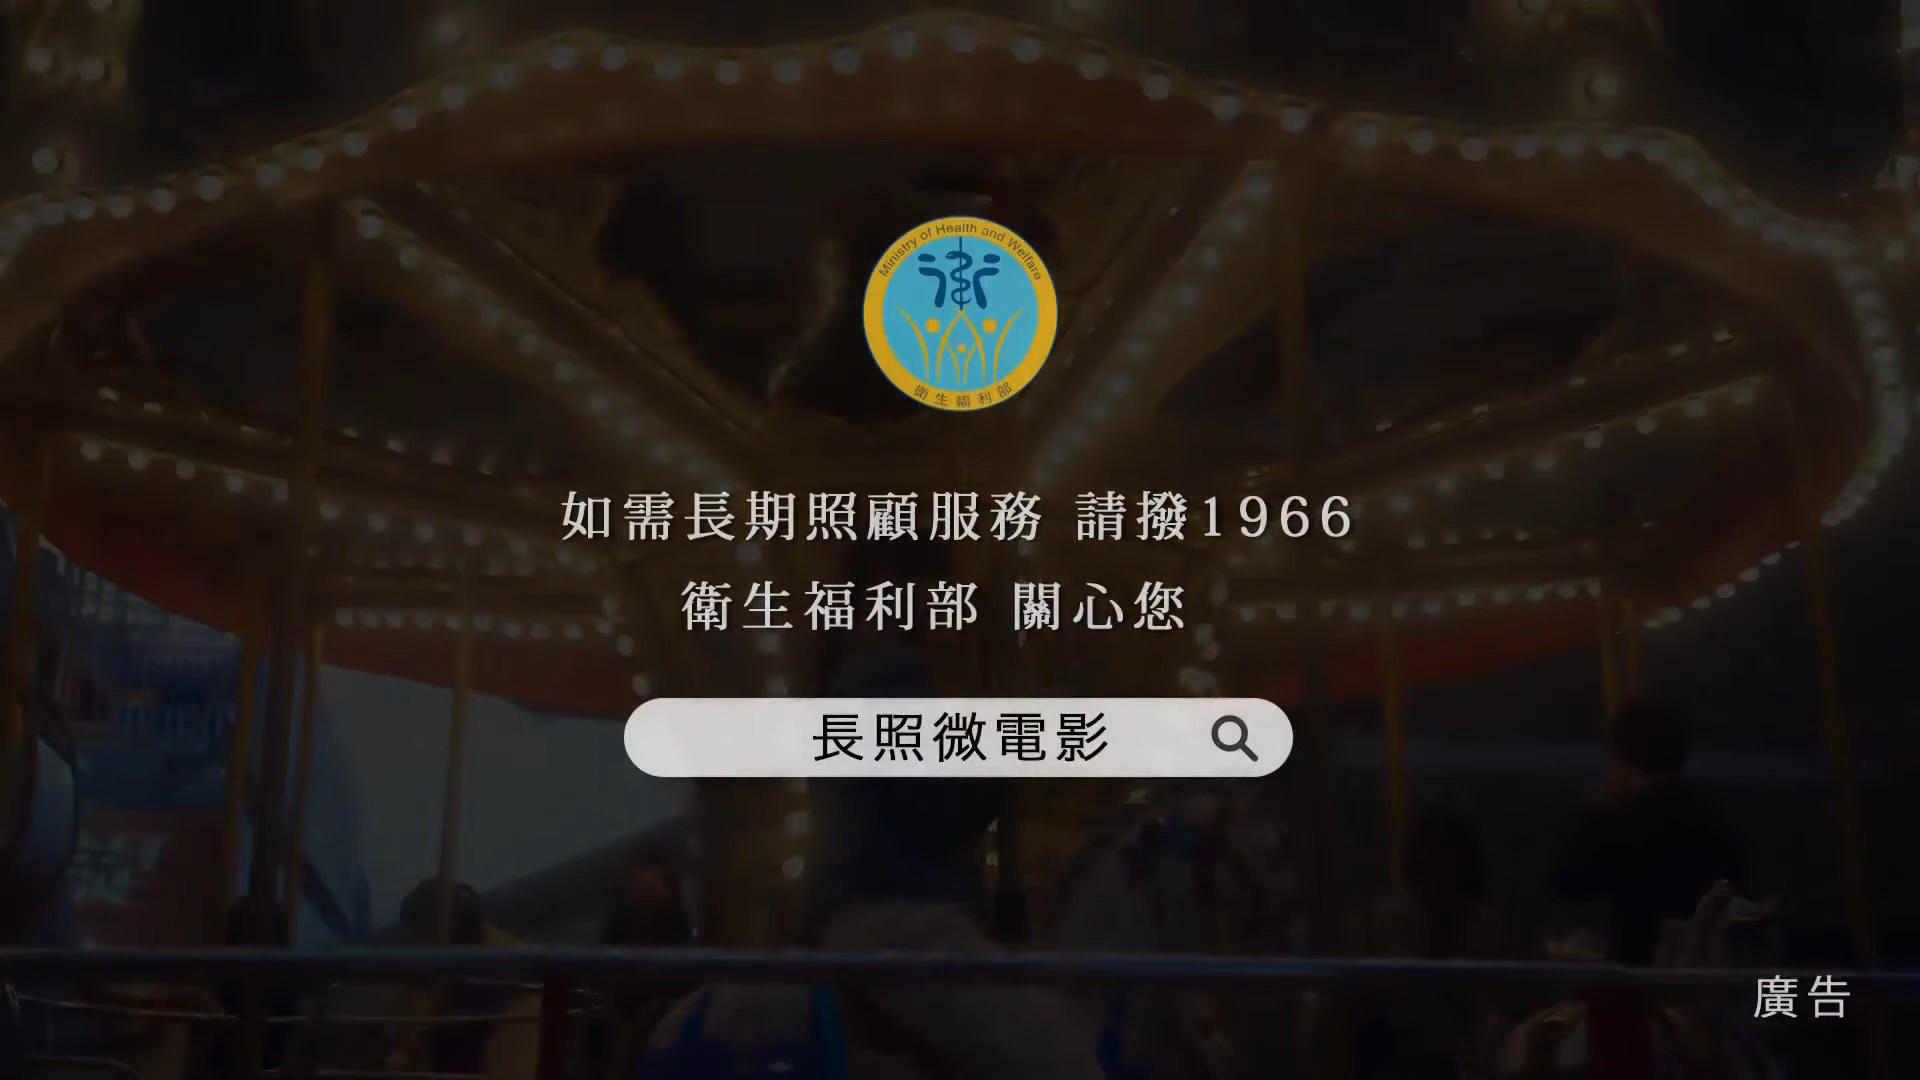 Ministry of Health and Welfare
衛生福利部
如需長期照顧服務 請撥1966
衛生福利部 關心您
長照微電影
廣告